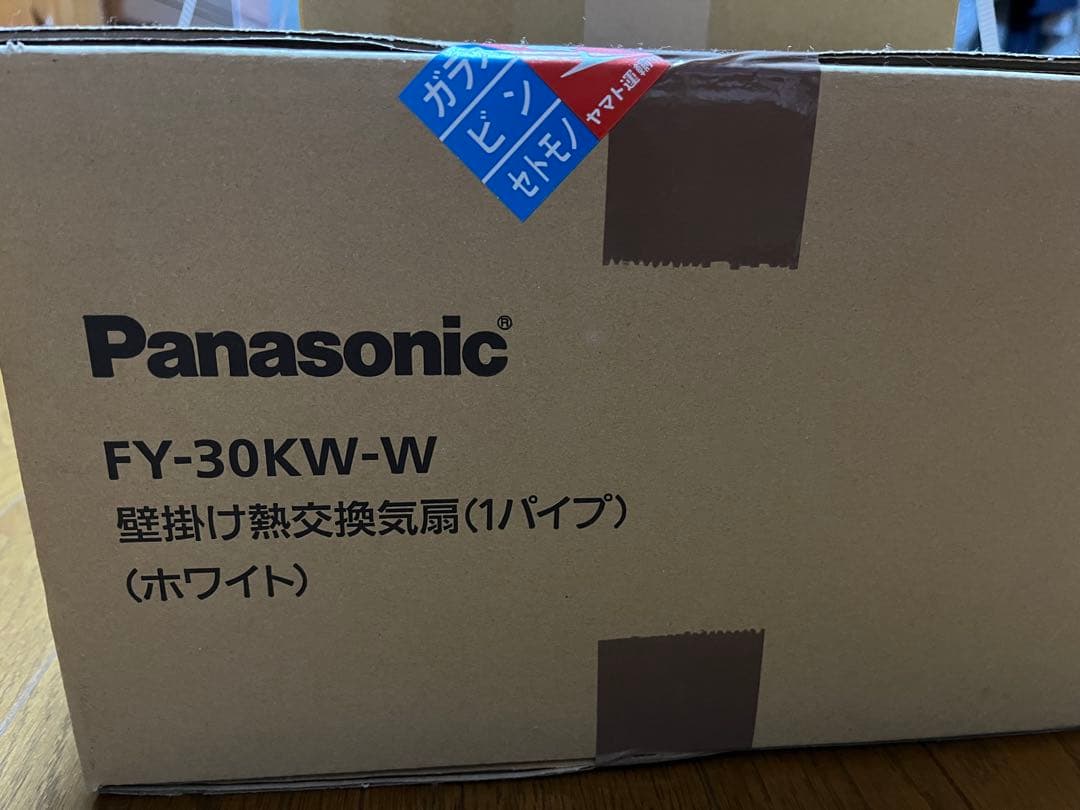 ガラス
ビン
セトモノ
ヤマト運輸
Panasonic®
FY-30KW-W
壁掛け熱交換気扇(1パイプ)
(ホワイト)